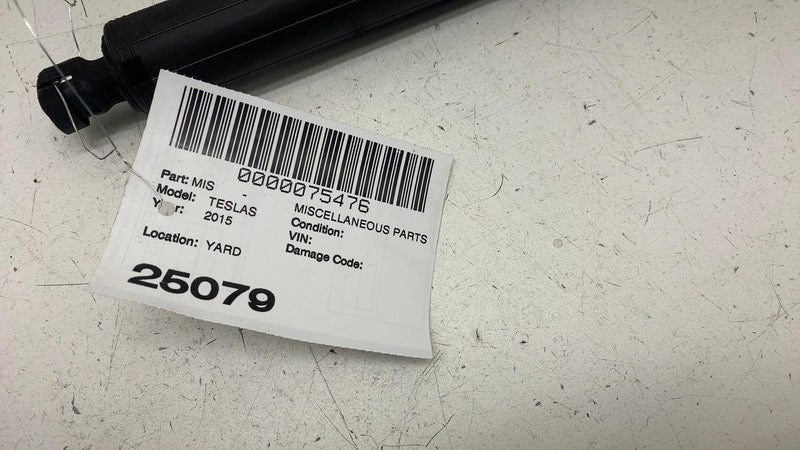 0000075476
Part: MIS - MISCELLANEOUS PARTS
Model: TESLAS Condition:
Year: 2015 VIN:
Damage Code:
Location: YARD
25079